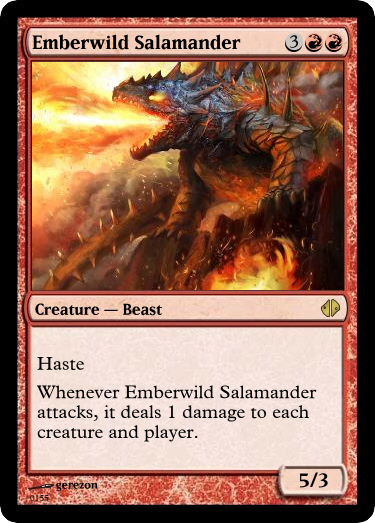 Emberwild Salamander 3
Creature — Beast
Haste
Whenever Emberwild Salamander
attacks, it deals 1 damage to each
creature and player.
gerezon
0155
5/3